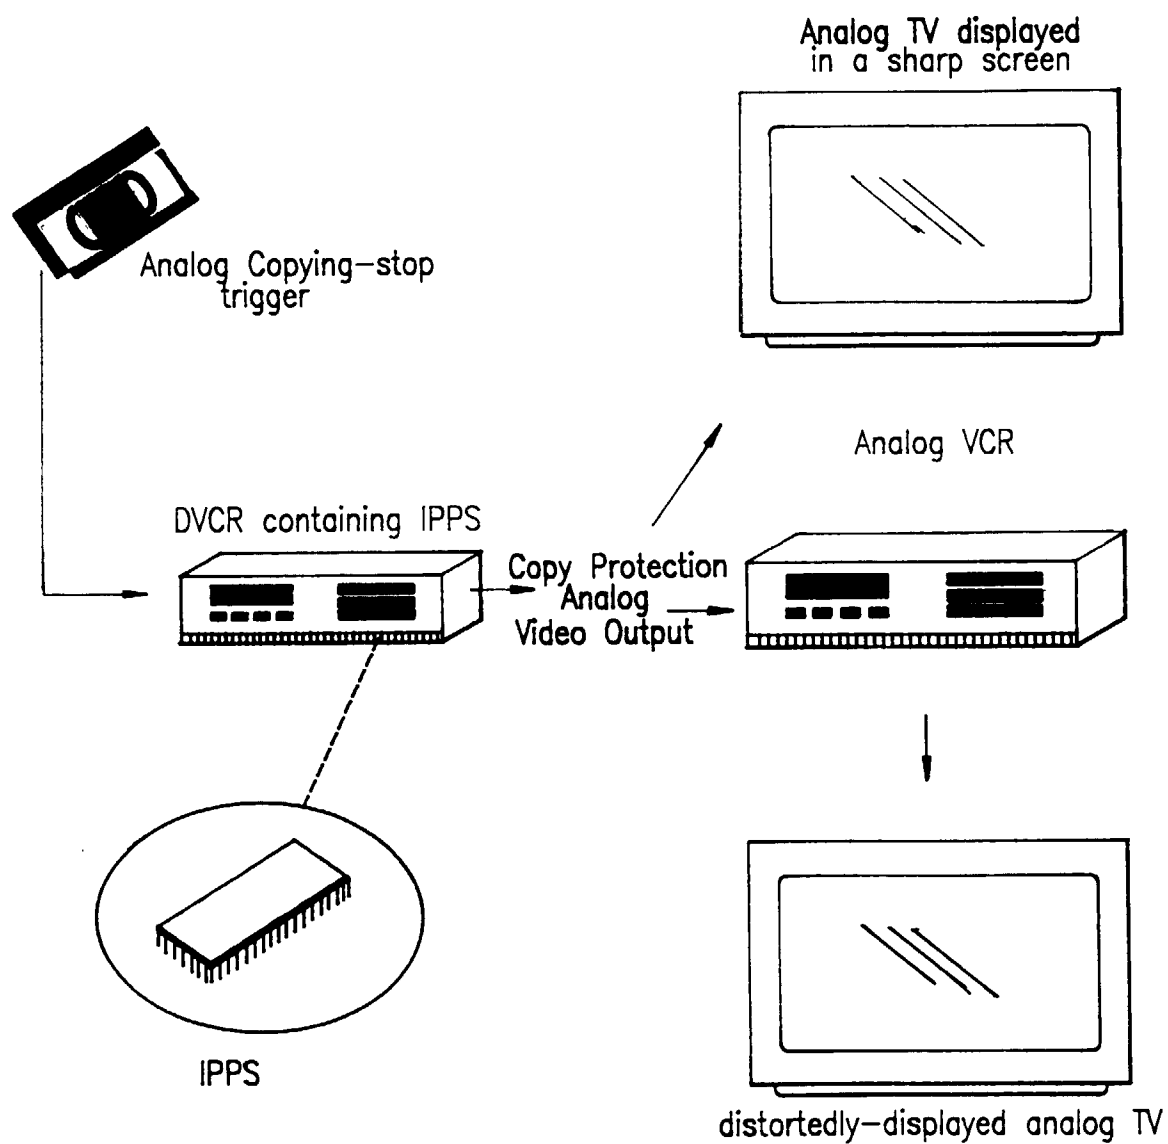 Analog TV displayed
in a sharp screen
Analog Copying-stop
trigger
Analog VCR
DVCR containing IPPS
Copy Protection
Analog
Video Output
IPPS
distortedly-displayed analog TV